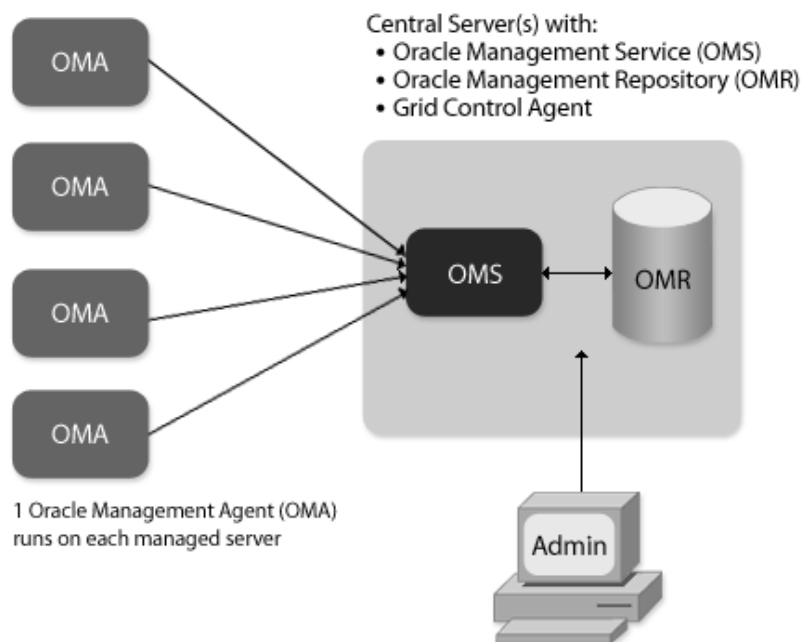 OMA
OMA
OMA
OMA
1 Oracle Management Agent (OMA)
runs on each managed server
Central Server(s) with:
• Oracle Management Service (OMS)
• Oracle Management Repository (OMR)
• Grid Control Agent
OMS
OMR
Admin